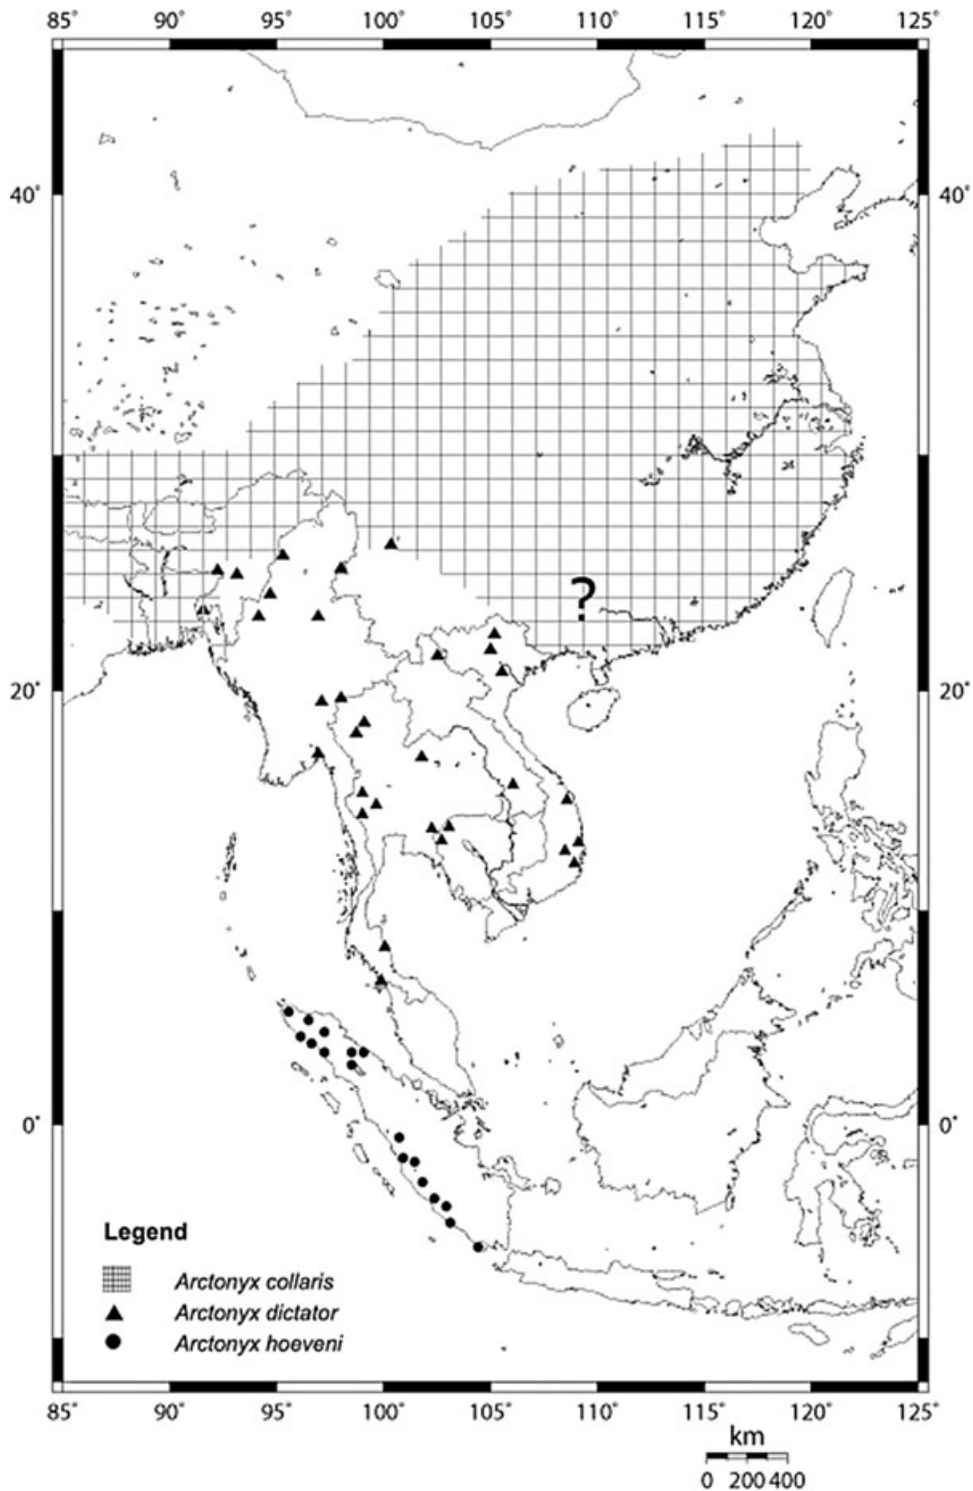 85˚ 90˚ 95˚ 100˚ 105˚ 110˚ 115˚ 120˚ 125˚
40˚ 40˚
?
20˚ 20˚
0˚ 0˚
Legend
Arctonyx collaris
Arctonyx dictator
Arctonyx hoeveni
85˚ 90˚ 95˚ 100˚ 105˚ 110˚ 115˚ 120˚ 125˚
km
0 200 400